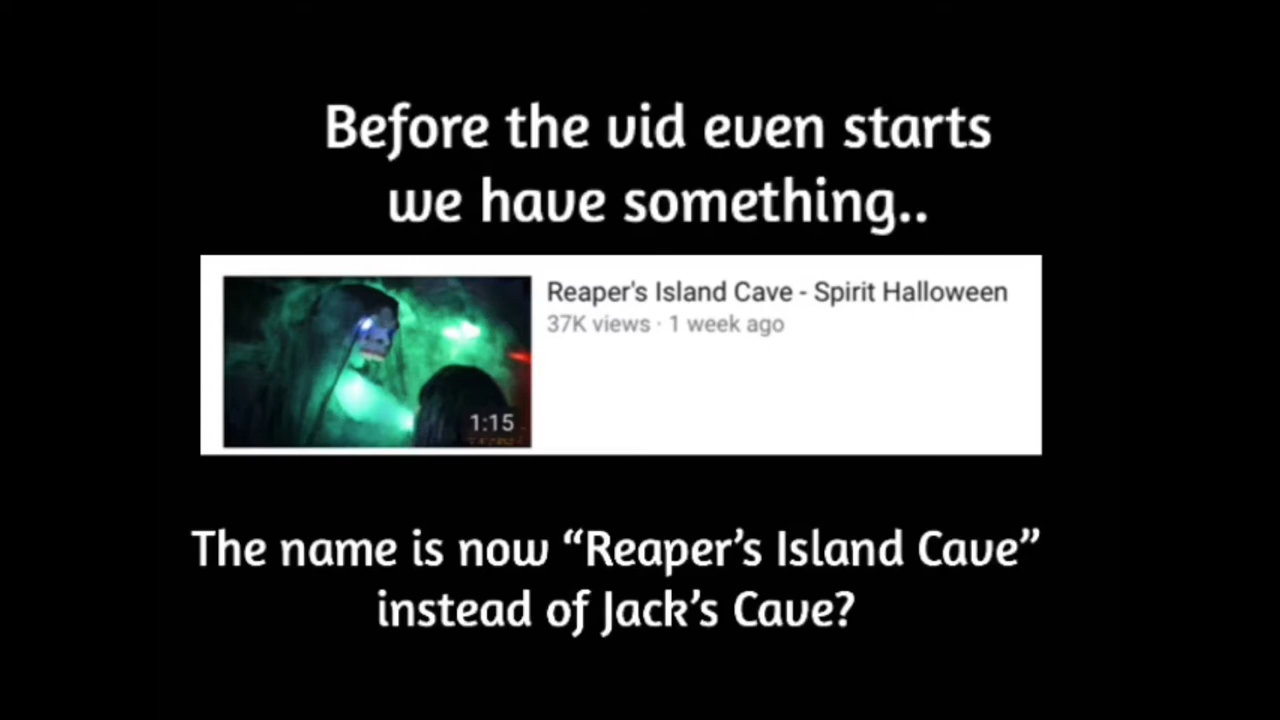 Before the vid even starts
we have something..
Reaper's Island Cave - Spirit Halloween
37K views · 1 week ago
1:15
The name is now “Reaper’s Island Cave”
instead of Jack’s Cave?